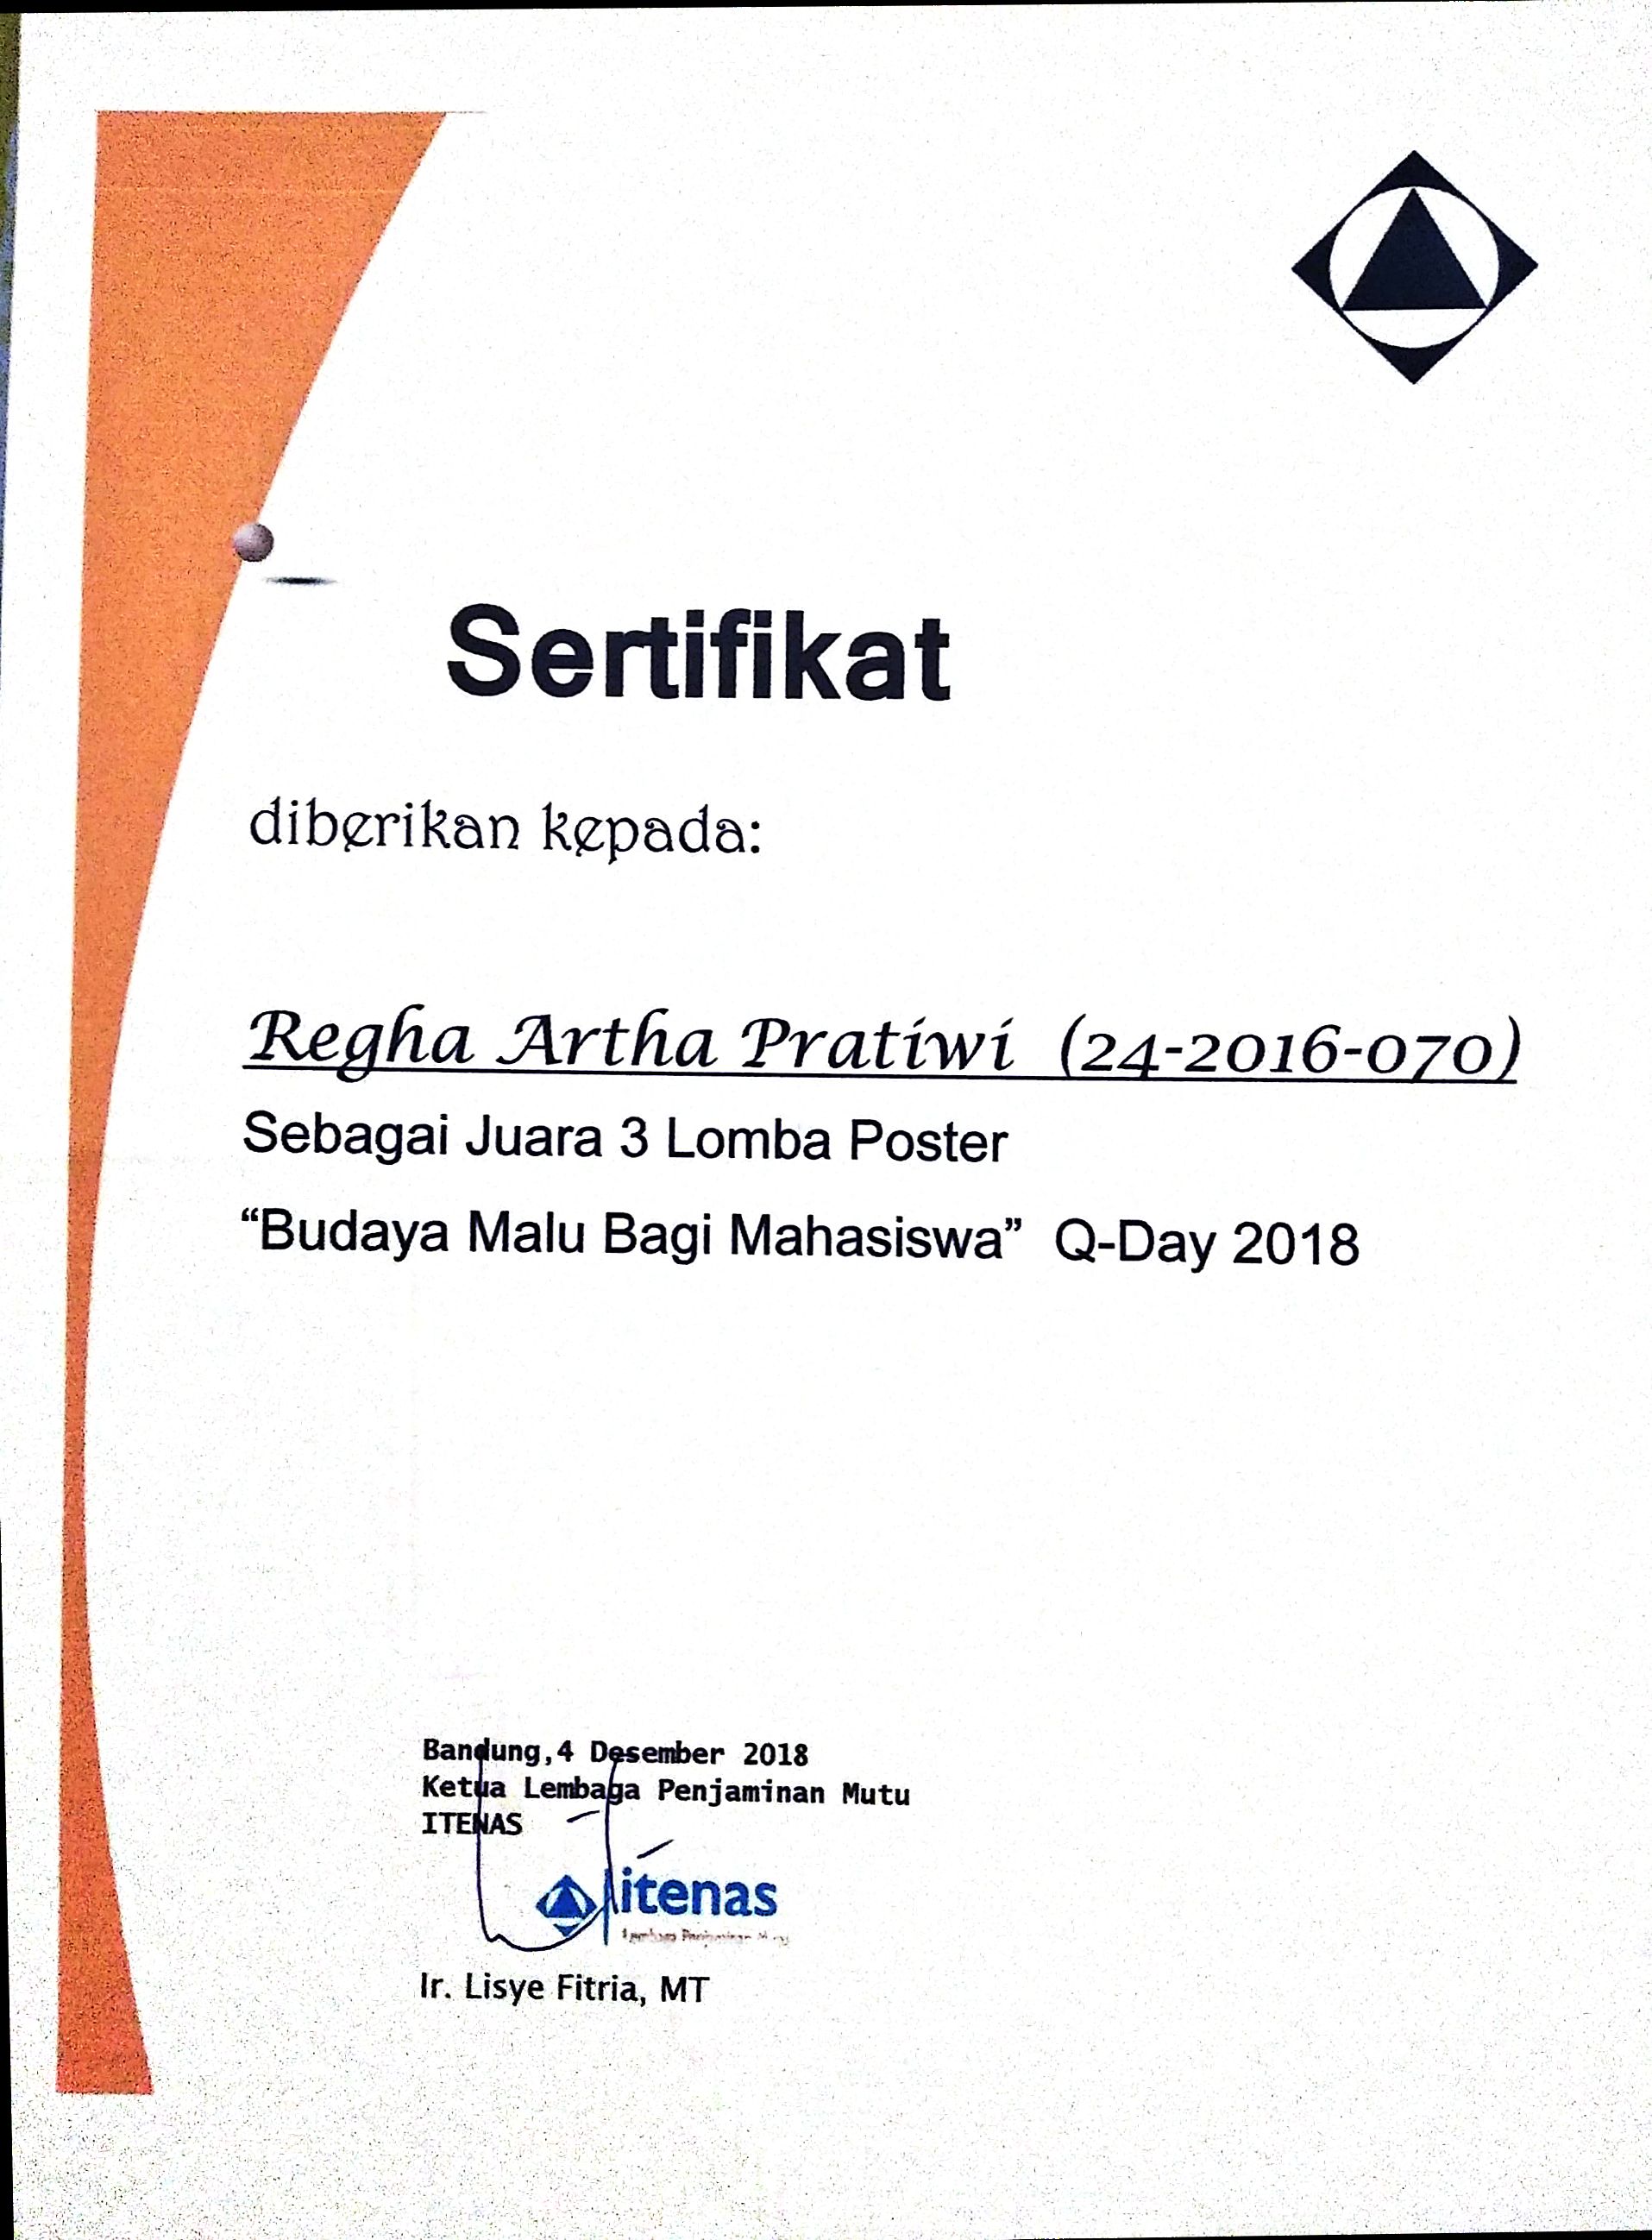 Sertifikat
diberikan kepada:
Regha Artha Pratiwi (24-2016-070)
Sebagai Juara 3 Lomba Poster
“Budaya Malu Bagi Mahasiswa” Q-Day 2018
Bandung,4 Desember 2018
Ketua Lembaga Penjaminan Mutu
ITENAS
itenas
Lembaga Penjaminan Mutu
Ir. Lisye Fitria, MT